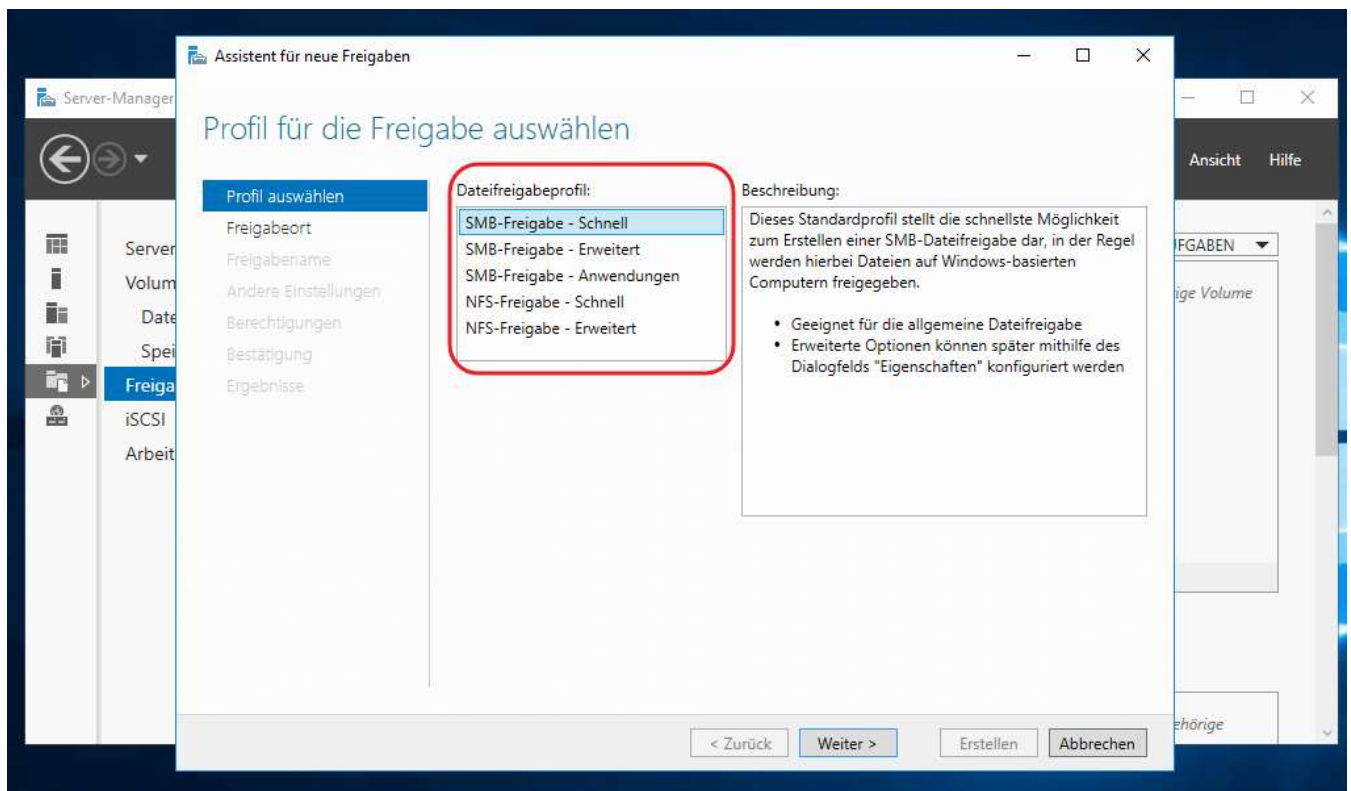 Assistent für neue Freigaben
Server-Manager
Profil für die Freigabe auswählen
Ansicht Hilfe
Profil auswählen
Freigabeort
Freigabename
Andere Einstellungen
Berechtigungen
Bestätigung
Ergebnisse
Dateifreigabeprofil:
SMB-Freigabe - Schnell
SMB-Freigabe - Erweitert
SMB-Freigabe - Anwendungen
NFS-Freigabe - Schnell
NFS-Freigabe - Erweitert
Beschreibung:
Dieses Standardprofil stellt die schnellste Möglichkeit
zum Erstellen einer SMB-Dateifreigabe dar, in der Regel
werden hierbei Dateien auf Windows-basierten
Computern freigegeben.
• Geeignet für die allgemeine Dateifreigabe
• Erweiterte Optionen können später mithilfe des
Dialogfelds "Eigenschaften" konfiguriert werden
Server
Volum
Date
Spei
Freiga
iSCSI
Arbeit
FGABEN
ige Volume
ehörige
< Zurück
Weiter >
Erstellen
Abbrechen